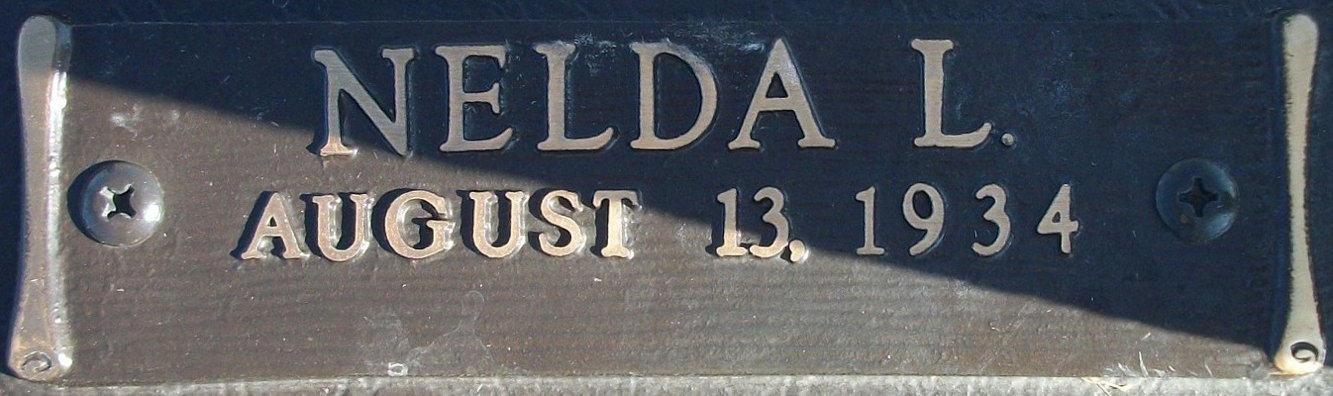 NELDA L.
AUGUST 13, 1934